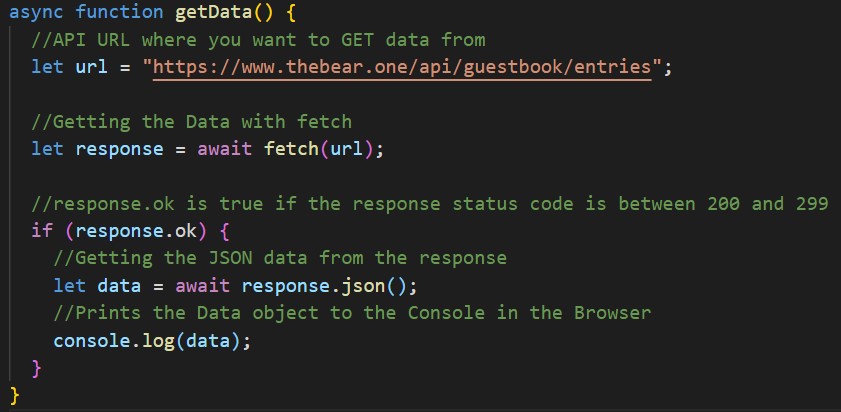 async function getData() {
  //API URL where you want to GET data from
  let url = "https://www.thebear.one/api/guestbook/entries";
  //Getting the Data with fetch
  let response = await fetch(url);
  //response.ok is true if the response status code is between 200 and 299
  if (response.ok) {
    //Getting the JSON data from the response
    let data = await response.json();
    //Prints the Data object to the Console in the Browser
    console.log(data);
  }
}